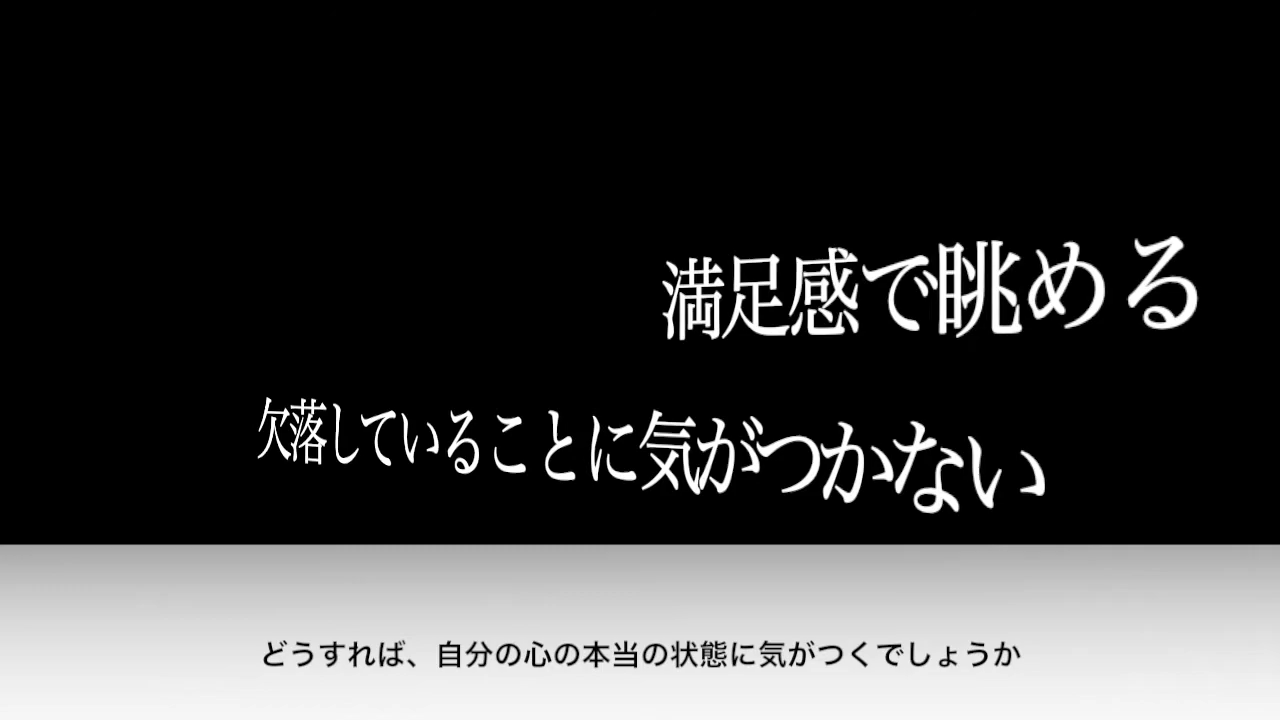 満足感で眺める
欠落していることに気がつかない
どうすれば、自分の心の本当の状態に気がつくでしょうか